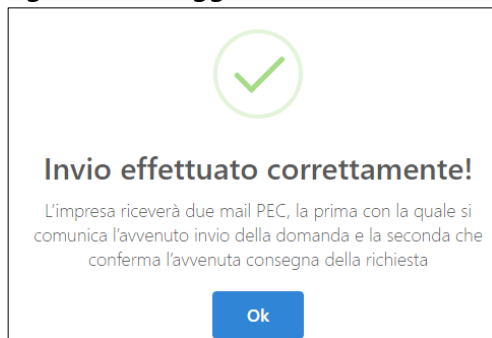 Invio effettuato correttamente!
L'impresa riceverà due mail PEC, la prima con la quale si
comunica l'avvenuto invio della domanda e la seconda che
conferma l'avvenuta consegna della richiesta
Ok